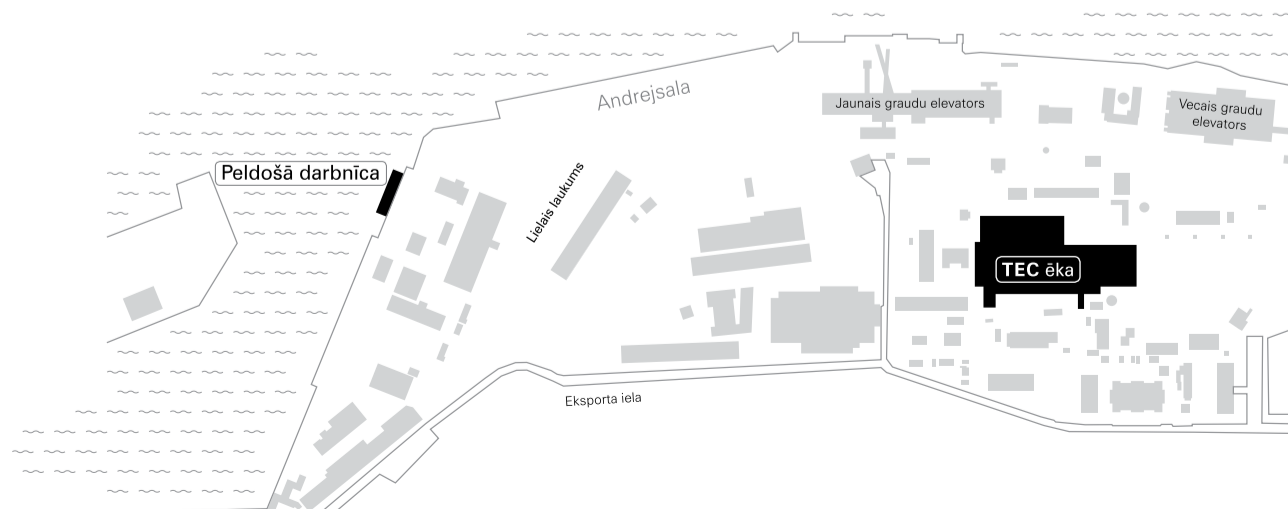 Andrejsala
Jaunais graudu elevators
Vecais graudu
elevators
Peldošā darbnīca
Lielais laukums
TEC ēka
Eksporta iela